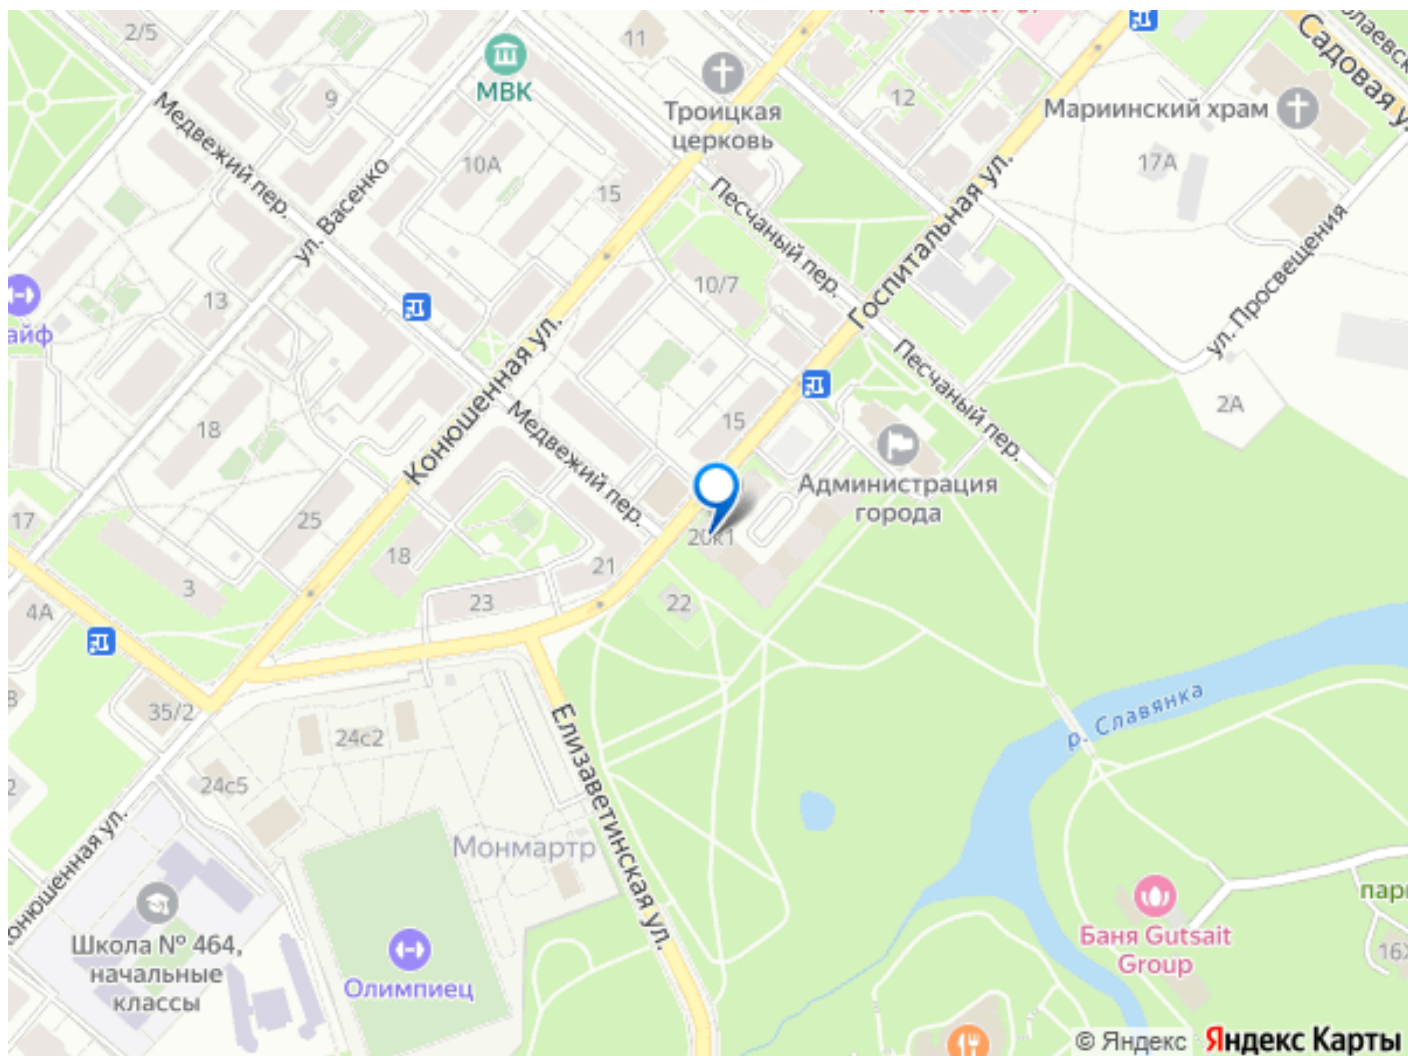 2/5
11
Садовая
МВК
9
Троицкая
церковь
12
Мариинский храм
17А
Медвежий пер.
ул. Васенко
10А
15
Песчаный пер.
Госпитальная ул.
ул. Просвещения
10/7
13
айф
Конюшенная ул.
Песчаный пер.
2А
18
Медвежий пер.
15
Администрация
города
17
25
20к1
18
21
3
23
22
4А
35/2
24с2
р. Славянка
Елизаветинская ул.
24с5
Монмартр
Конюшенная ул.
парк
Баня Gutsait
Group
16
Школа № 464,
начальные
классы
Олимпиец
© Яндекс Яндекс Карты